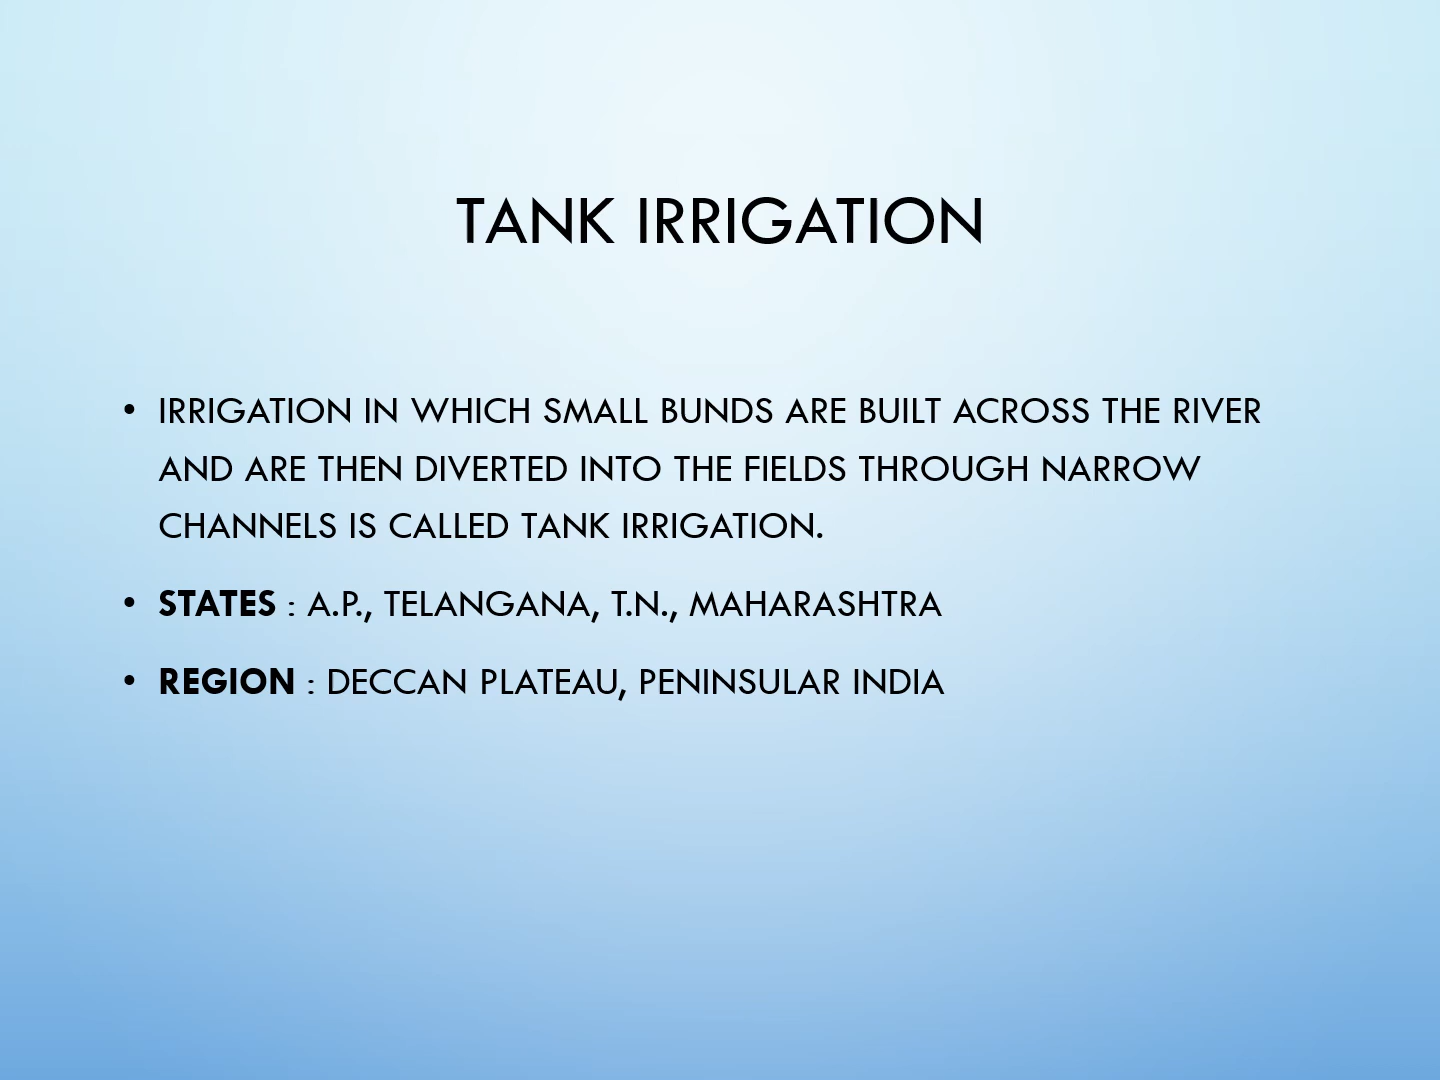 TANK IRRIGATION
• IRRIGATION IN WHICH SMALL BUNDS ARE BUILT ACROSS THE RIVER
AND ARE THEN DIVERTED INTO THE FIELDS THROUGH NARROW
CHANNELS IS CALLED TANK IRRIGATION.
• STATES : A.P., TELANGANA, T.N., MAHARASHTRA
• REGION : DECCAN PLATEAU, PENINSULAR INDIA